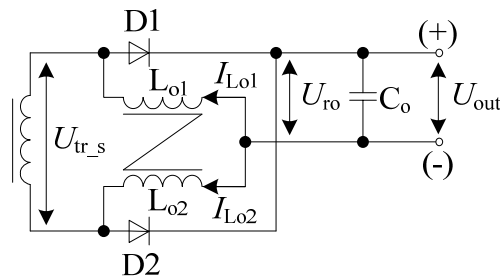 D1
(+)
L_o1
I_Lo1
U_ro
C_o
U_out
U_tr_s
(-)
L_o2
I_Lo2
D2